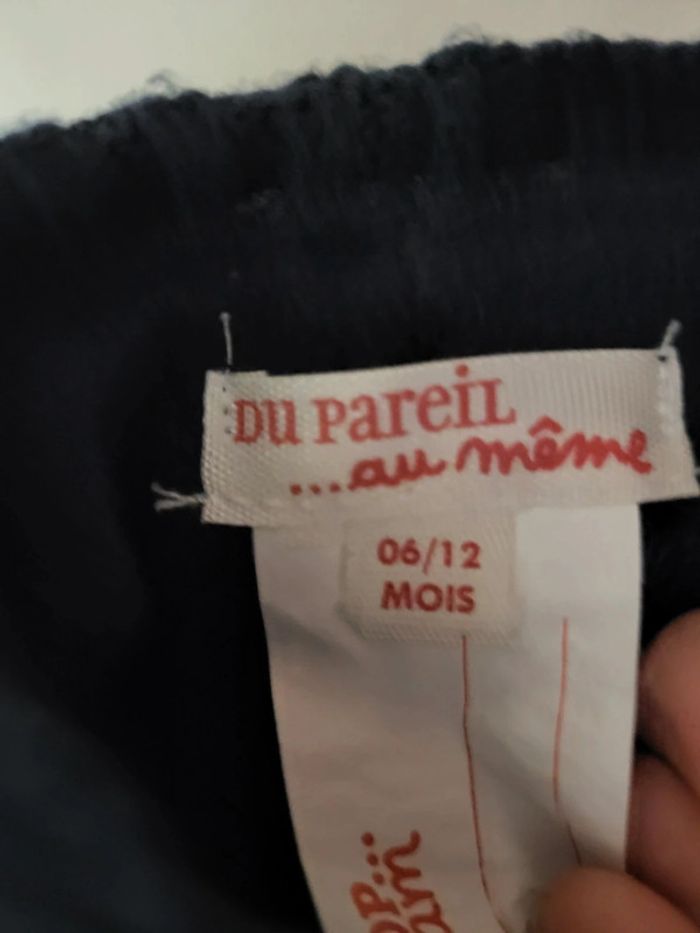 DU PAREIL
...au même
06/12
MOIS